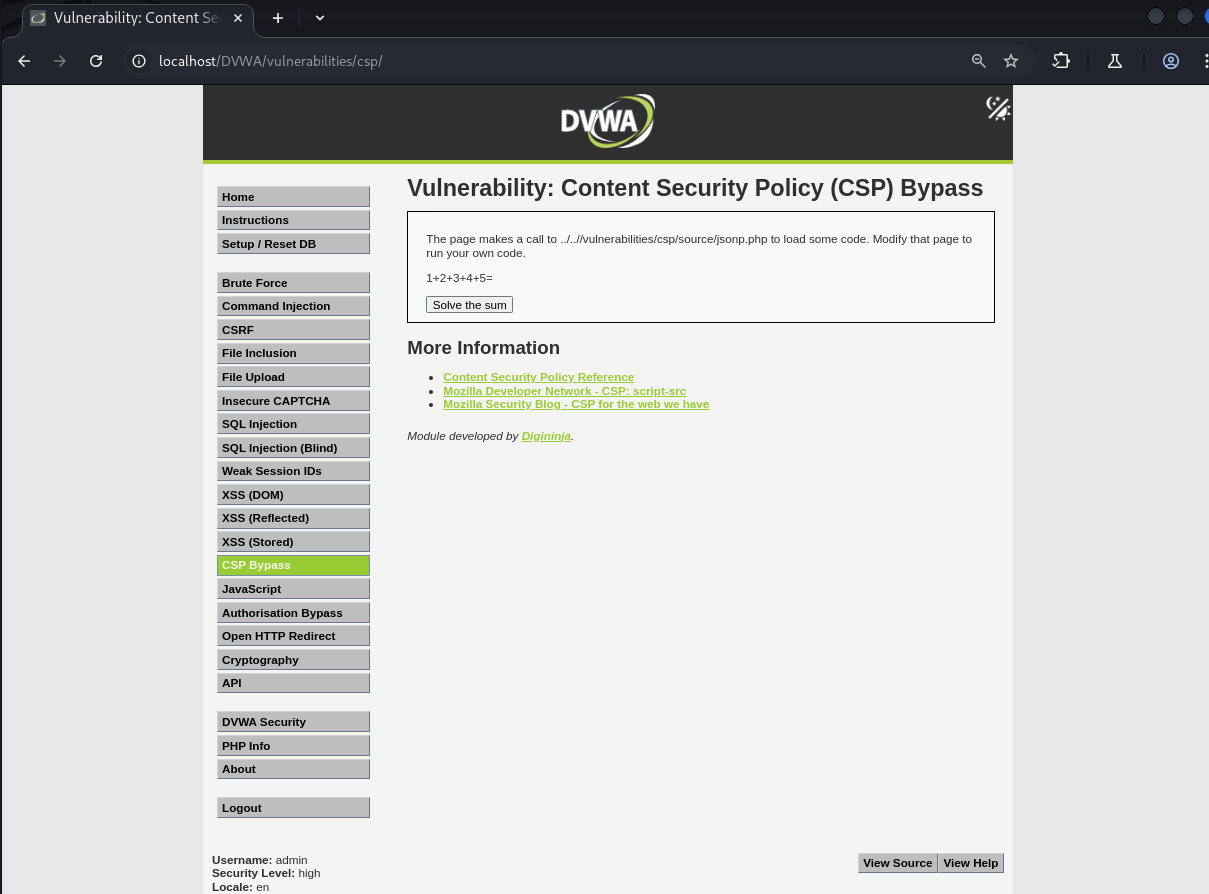 Vulnerability: Content Se
localhost/DVWA/vulnerabilities/csp/
DVWA
Home
Instructions
Setup / Reset DB
Brute Force
Command Injection
CSRF
File Inclusion
File Upload
Insecure CAPTCHA
SQL Injection
SQL Injection (Blind)
Weak Session IDs
XSS (DOM)
XSS (Reflected)
XSS (Stored)
CSP Bypass
JavaScript
Authorisation Bypass
Open HTTP Redirect
Cryptography
API
DVWA Security
PHP Info
About
Logout
Vulnerability: Content Security Policy (CSP) Bypass
The page makes a call to ../..//vulnerabilities/csp/source/jsonp.php to load some code. Modify that page to
run your own code.
1+2+3+4+5=
Solve the sum
More Information
Content Security Policy Reference
Mozilla Developer Network - CSP: script-src
Mozilla Security Blog - CSP for the web we have
Module developed by Digininja.
Username: admin
Security Level: high
Locale: en
View Source View Help